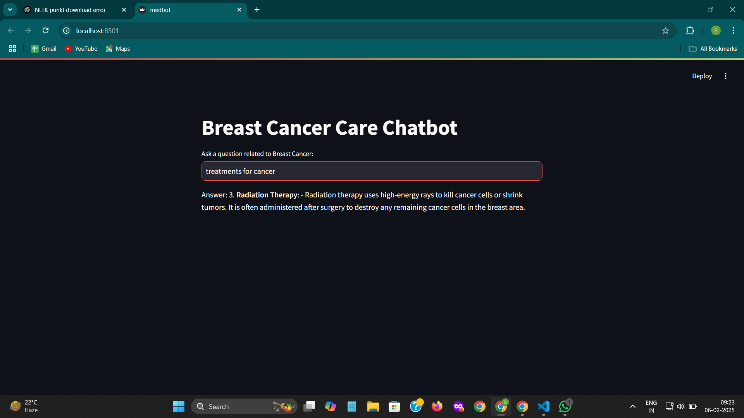 NLTK punkt download error
medbot
localhost:8501
Gmail
YouTube
Maps
All Bookmarks
Deploy
Breast Cancer Care Chatbot
Ask a question related to Breast Cancer:
treatments for cancer
Answer: 3. Radiation Therapy: - Radiation therapy uses high-energy rays to kill cancer cells or shrink
tumors. It is often administered after surgery to destroy any remaining cancer cells in the breast area.
22°C
Haze
Search
ENG
IN
09:23
06-02-2025